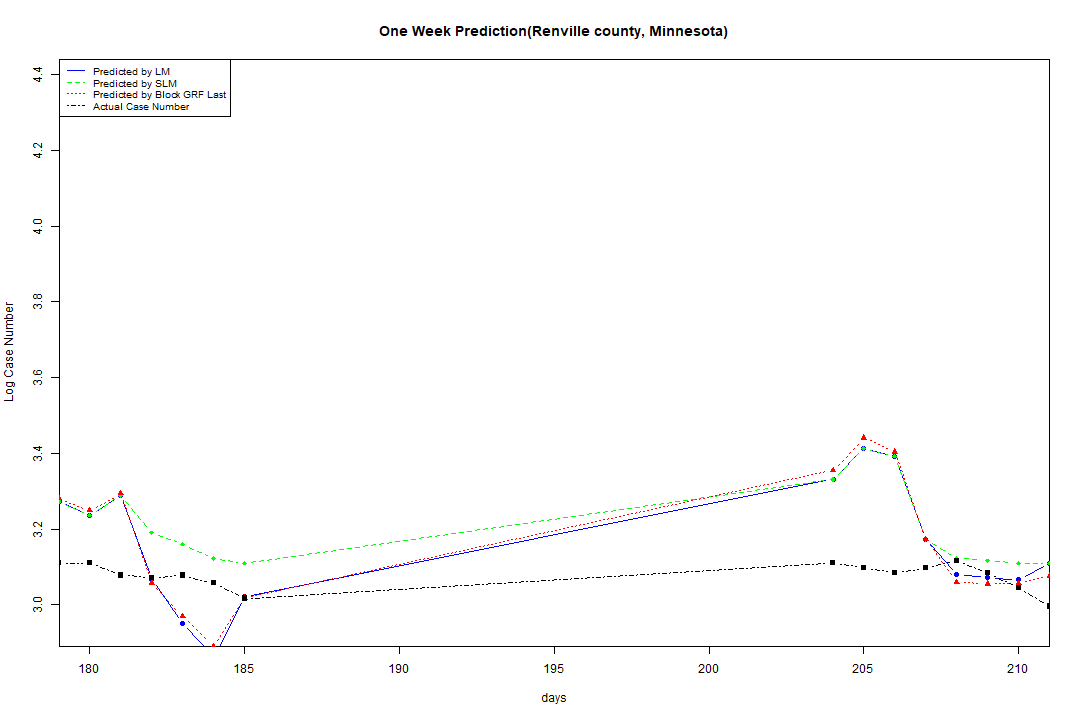 One Week Prediction(Renville county, Minnesota)
Predicted by LM
Predicted by SLM
Predicted by Block GRF Last
Actual Case Number
4.4
4.2
4.0
3.8
3.6
3.4
3.2
3.0
Log Case Number
180 185 190 195 200 205 210
days